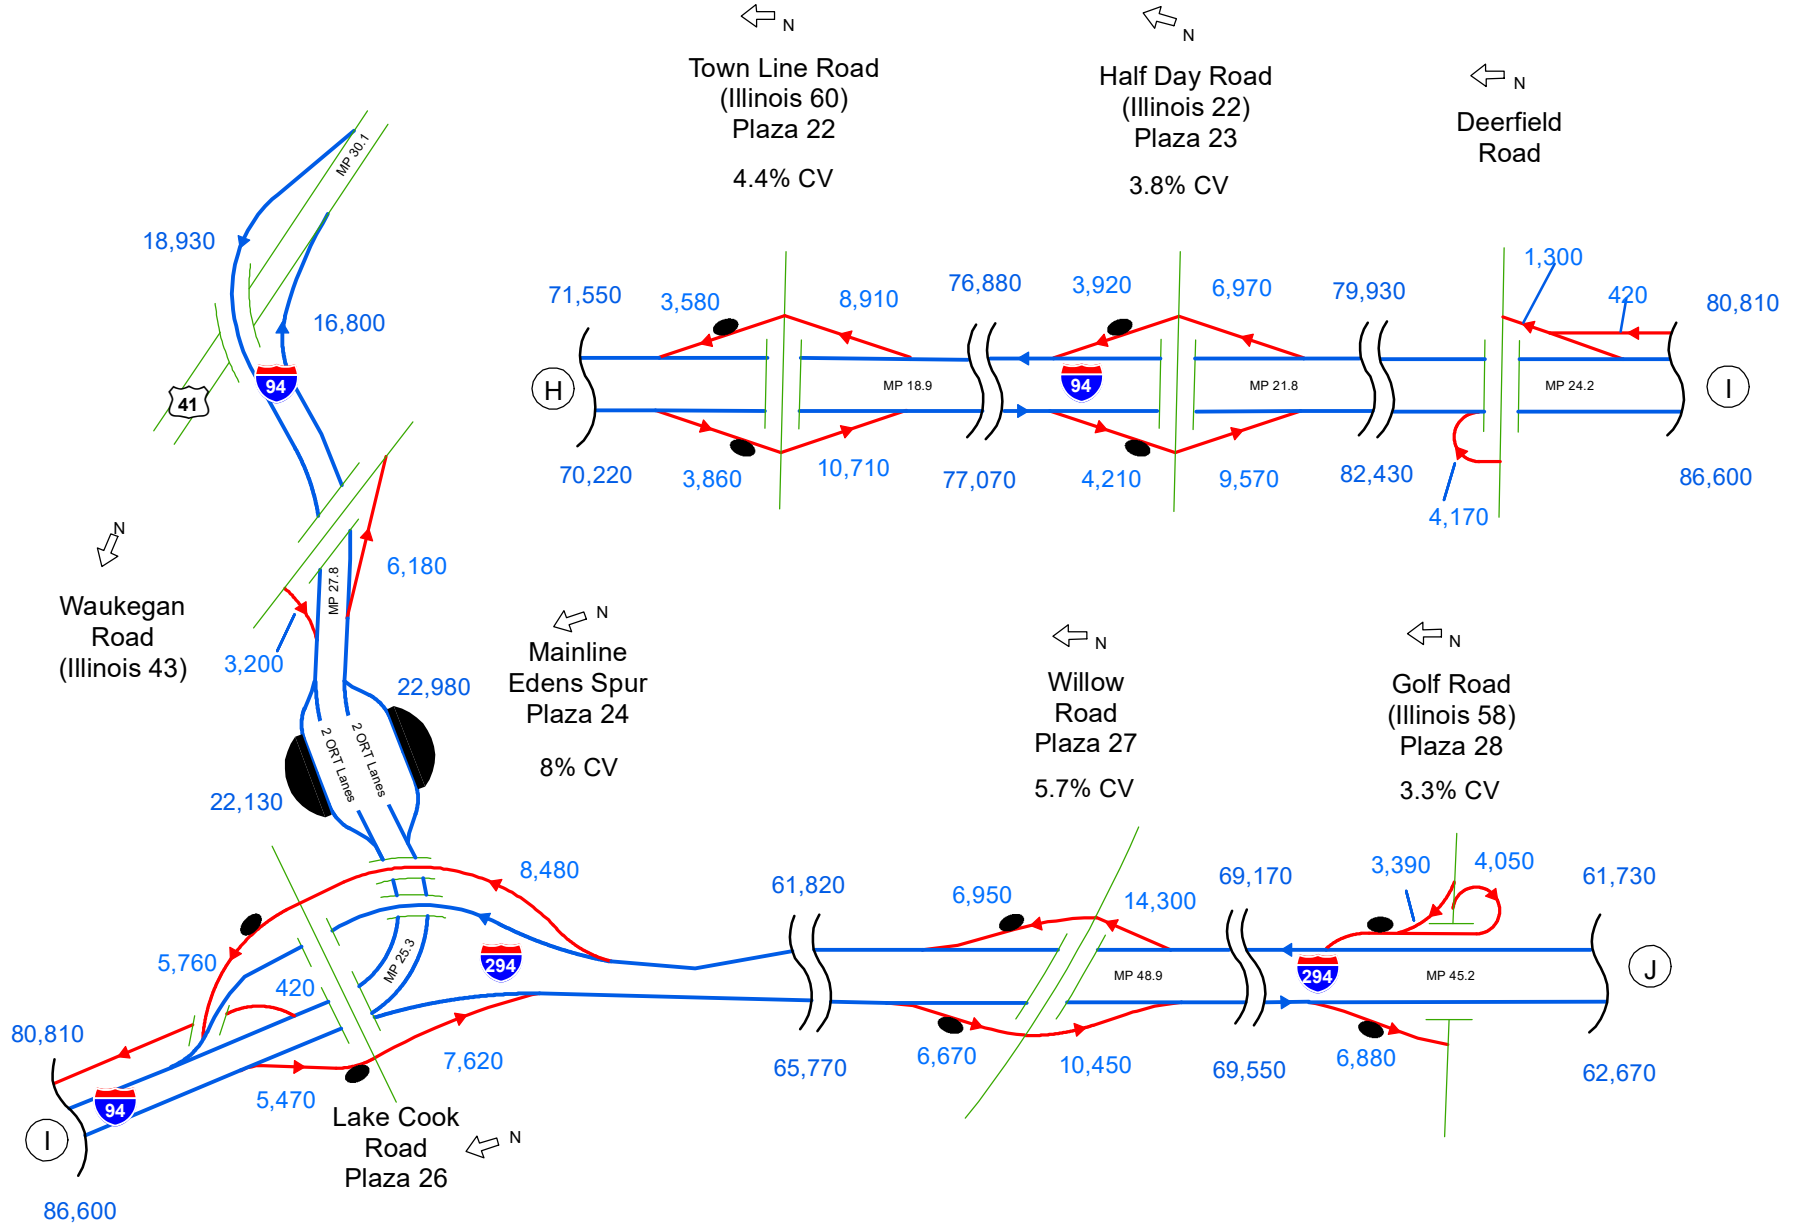 N
Town Line Road
(Illinois 60)
Plaza 22
4.4% CV
N
Half Day Road
(Illinois 22)
Plaza 23
3.8% CV
N
Deerfield
Road
MP 30.1
18,930
16,800
41
94
71,550
3,580
8,910
76,880
3,920
6,970
79,930
1,300
420
80,810
H
MP 18.9
94
MP 21.8
MP 24.2
I
70,220
3,860
10,710
77,070
4,210
9,570
82,430
4,170
86,600
N
Waukegan
Road
(Illinois 43)
6,180
MP 27.8
3,200
22,980
2 ORT Lanes
2 ORT Lanes
22,130
N
Mainline
Edens Spur
Plaza 24
8% CV
N
Willow
Road
Plaza 27
5.7% CV
N
Golf Road
(Illinois 58)
Plaza 28
3.3% CV
8,480
61,820
6,950
14,300
69,170
3,390
4,050
61,730
5,760
420
MP 25.3
294
MP 48.9
294
MP 45.2
J
80,810
94
I
5,470
7,620
65,770
6,670
10,450
69,550
6,880
62,670
86,600
Lake Cook
Road
Plaza 26
N